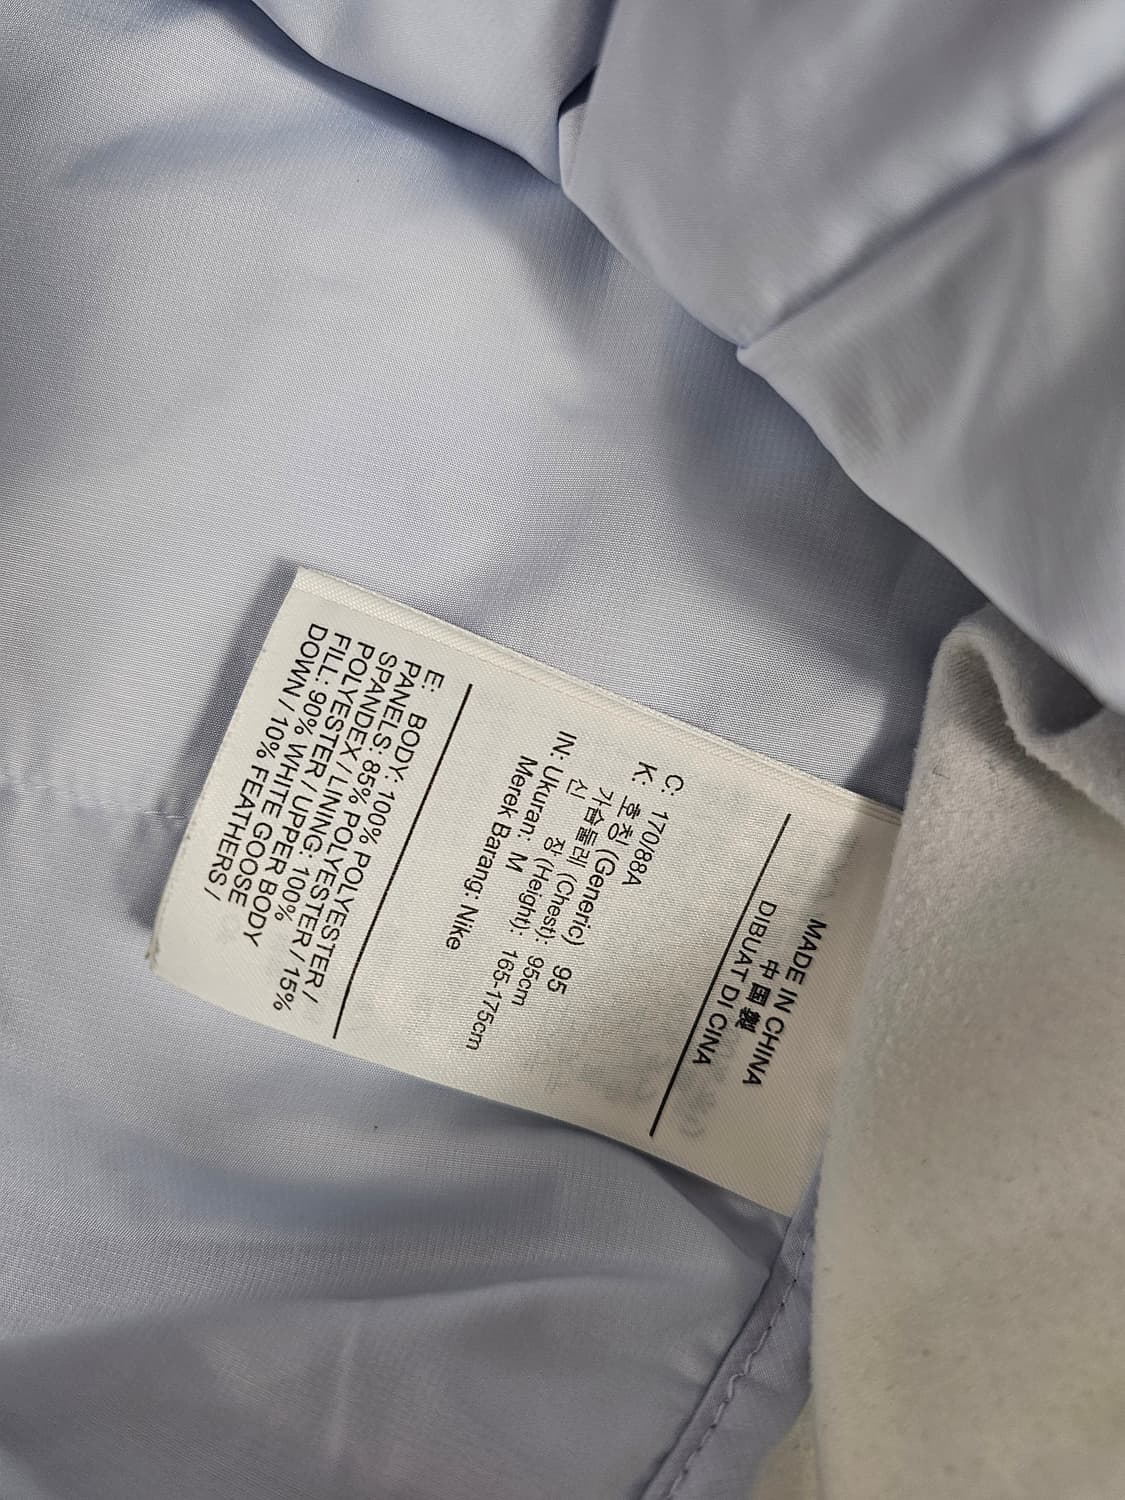 MADE IN CHINA
中国製
DIBUAT DI CINA
C: 170/88A
K: 호칭 (Generic) 95
가슴둘레 (Chest): 95cm
신 장 (Height): 165-175cm
IN: Ukuran: M
Merek Barang: Nike
E: BODY: 100% POLYESTER /
PANELS: 85% POLYESTER / 15%
SPANDEX / LINING: 100%
POLYESTER / UPPER BODY
FILL: 90% WHITE GOOSE
DOWN / 10% FEATHERS /